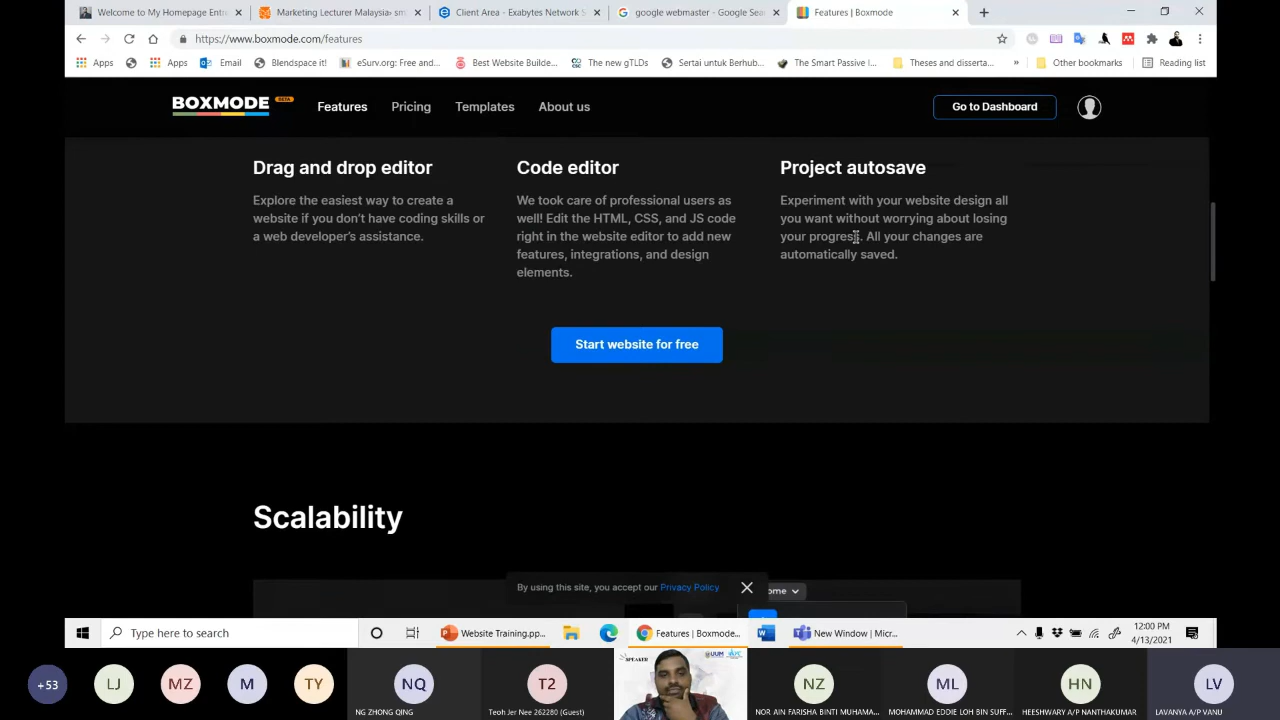 Welcome to My Homepage Entr
Marketing Lecturer Malaysia> sm
Client Area - Exabytes Network S
google webmaster - Google Sear
Features | Boxmode
https://www.boxmode.com/features
Apps
Apps
Email
Blendspace it!
eSurv.org: Free and...
Best Website Builde...
The new gTLDs
Sertai untuk Berhub...
The Smart Passive I...
Theses and disserta...
»
Other bookmarks
Reading list
BOXMODE BETA
Features
Pricing
Templates
About us
Go to Dashboard
Drag and drop editor
Explore the easiest way to create a
website if you don't have coding skills or
a web developer's assistance.
Code editor
We took care of professional users as
well! Edit the HTML, CSS, and JS code
right in the website editor to add new
features, integrations, and design
elements.
Project autosave
Experiment with your website design all
you want without worrying about losing
your progress. All your changes are
automatically saved.
Start website for free
Scalability
By using this site, you accept our Privacy Policy
ome
Type here to search
Website Training.pp...
Features | Boxmode...
New Window | Micr...
12:00 PM
4/13/2021
+53
LJ
MZ
M
TY
NQ
NG ZHONG QING
T2
Teoh Jer Nee 262280 (Guest)
SPEAKER
UUM
NZ
NOR AIN FARISHA BINTI MUHAMA...
ML
MOHAMMAD EDDIE LOH BIN SUFF...
HN
HEESHWARY A/P NANTHAKUMAR
LV
LAVANYA A/P VANU